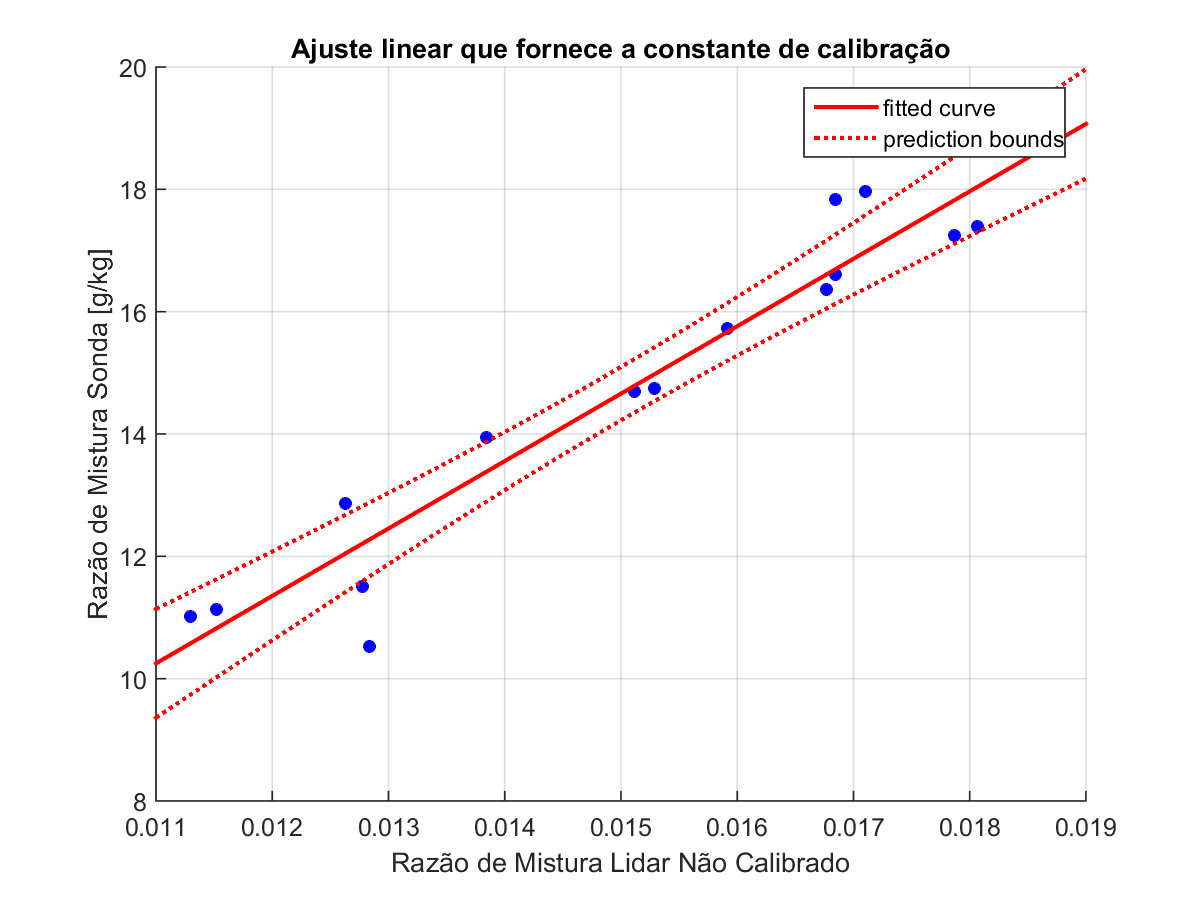 Ajuste linear que fornece a constante de calibração
fitted curve
prediction bounds
Razão de Mistura Sonda [g/kg]
20
18
16
14
12
10
8
0.011 0.012 0.013 0.014 0.015 0.016 0.017 0.018 0.019
Razão de Mistura Lidar Não Calibrado